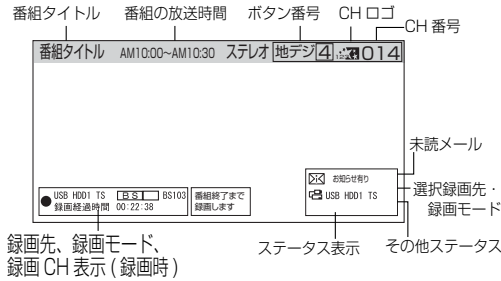 番組タイトル 番組の放送時間 ボタン番号 CH ロゴ
CH 番号
番組タイトル AM10:00~AM10:30 ステレオ 地デジ 4 014
未読メール
お知らせ有り
USB HDD1 TS
選択録画先・
録画モード
USB HDD1 TS BS1 BS103
録画経過時間 00:22:38
番組終了まで
録画します
録画先、録画モード、
録画 CH 表示 ( 録画時 )
ステータス表示
その他ステータス